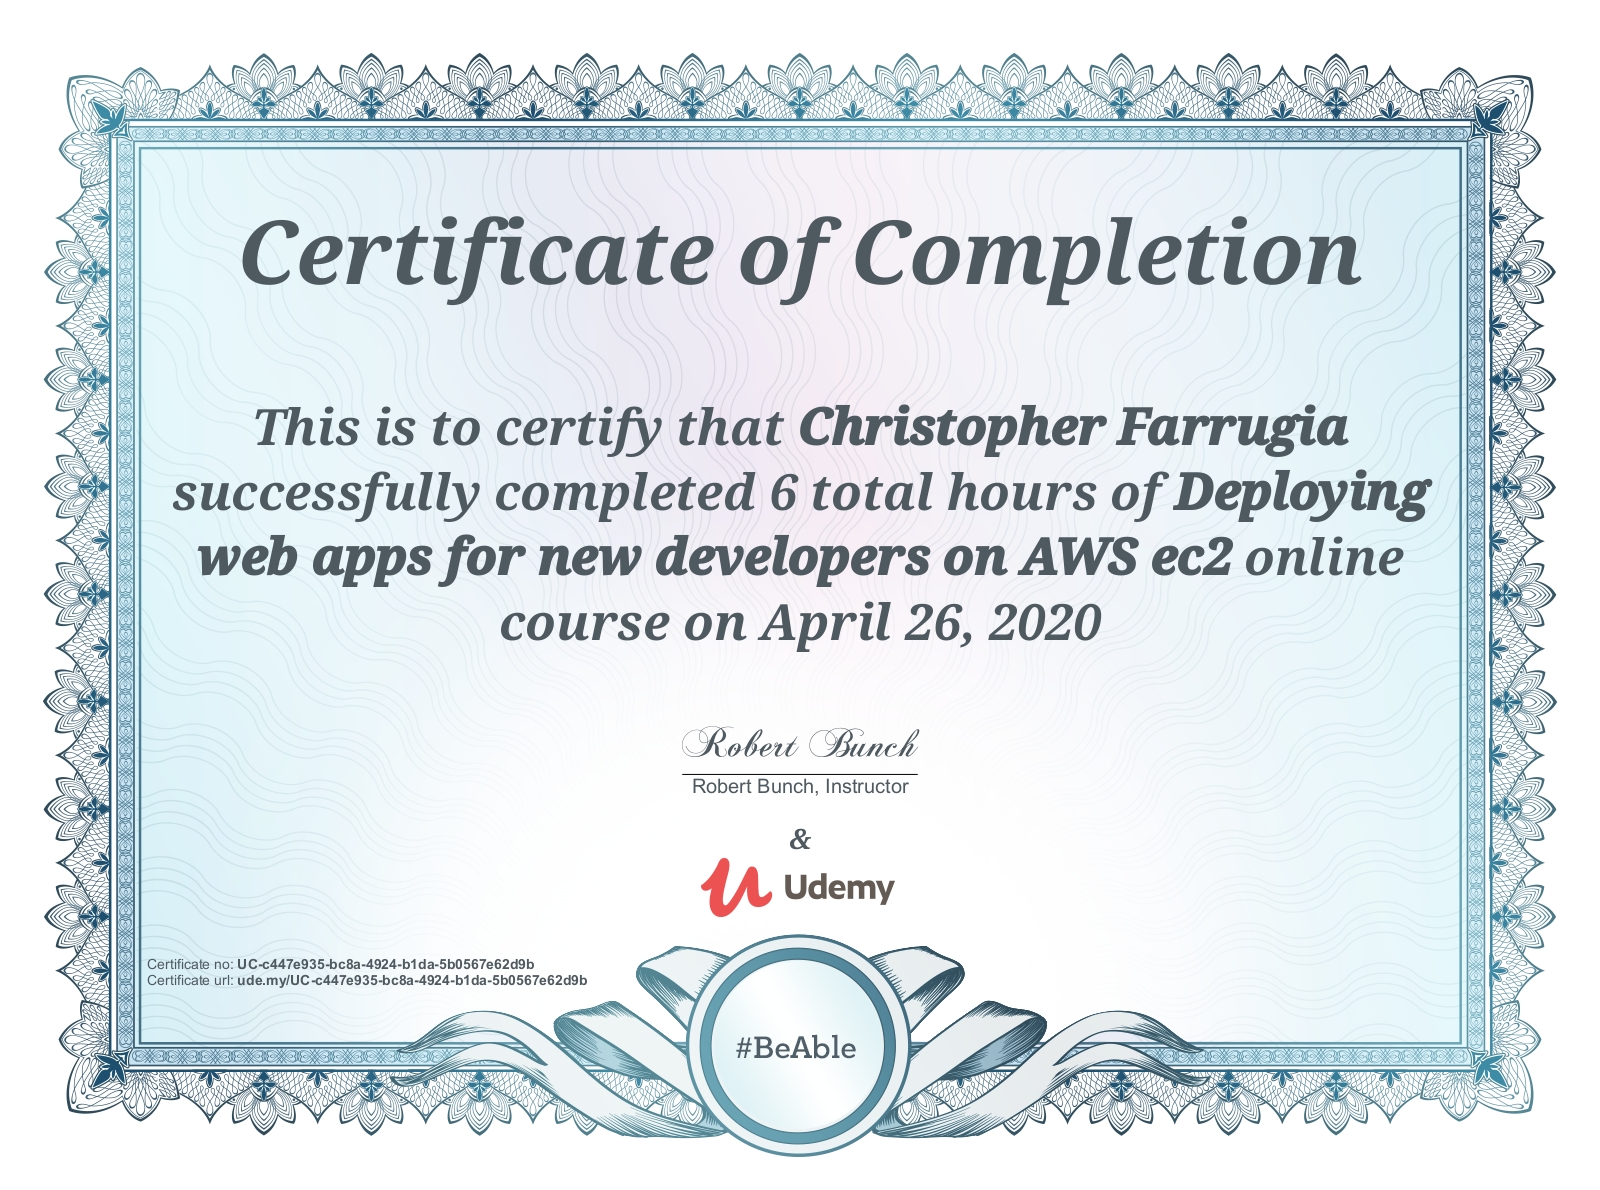 Certificate of Completion
This is to certify that Christopher Farrugia
successfully completed 6 total hours of Deploying
web apps for new developers on AWS ec2 online
course on April 26, 2020
Robert Bunch
Robert Bunch, Instructor
&
Udemy
Certificate no: UC-c447e935-bc8a-4924-b1da-5b0567e62d9b
Certificate url: ude.my/UC-c447e935-bc8a-4924-b1da-5b0567e62d9b
#BeAble